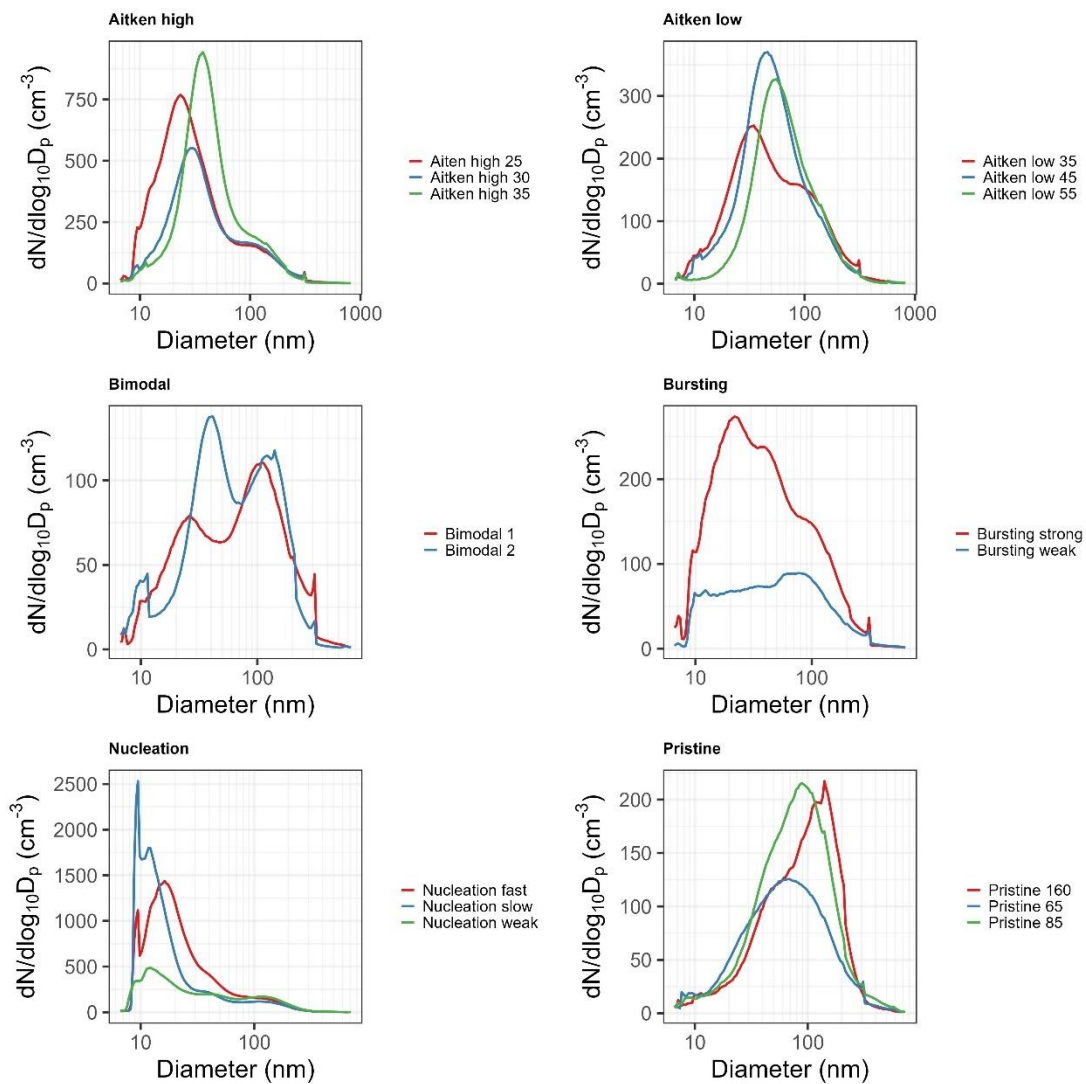 Aitken high
dN/dlog₁₀Dₚ (cm⁻³)
750
500
250
0
10
100
1000
Diameter (nm)
Aiten high 25
Aitken high 30
Aitken high 35
Aitken low
dN/dlog₁₀Dₚ (cm⁻³)
300
200
100
0
10
100
1000
Diameter (nm)
Aitken low 35
Aitken low 45
Aitken low 55
Bimodal
dN/dlog₁₀Dₚ (cm⁻³)
100
50
0
10
100
Diameter (nm)
Bimodal 1
Bimodal 2
Bursting
dN/dlog₁₀Dₚ (cm⁻³)
200
100
0
10
100
Diameter (nm)
Bursting strong
Bursting weak
Nucleation
dN/dlog₁₀Dₚ (cm⁻³)
2500
2000
1500
1000
500
0
10
100
Diameter (nm)
Nucleation fast
Nucleation slow
Nucleation weak
Pristine
dN/dlog₁₀Dₚ (cm⁻³)
200
150
100
50
0
10
100
Diameter (nm)
Pristine 160
Pristine 65
Pristine 85